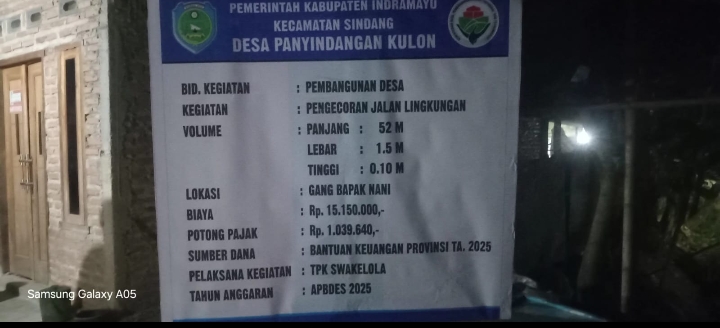 PEMERINTAH KABUPATEN INDRAMAYU
KECAMATAN SINDANG
DESA PANYINDANGAN KULON
BID. KEGIATAN : PEMBANGUNAN DESA
KEGIATAN : PENGECORAN JALAN LINGKUNGAN
VOLUME : PANJANG : 52 M
LEBAR : 1.5 M
TINGGI : 0.10 M
LOKASI : GANG BAPAK NANI
BIAYA : Rp. 15.150.000,-
POTONG PAJAK : Rp. 1.039.640,-
SUMBER DANA : BANTUAN KEUANGAN PROVINSI TA. 2025
PELAKSANA KEGIATAN : TPK SWAKELOLA
TAHUN ANGGARAN : APBDES 2025
Samsung Galaxy A05